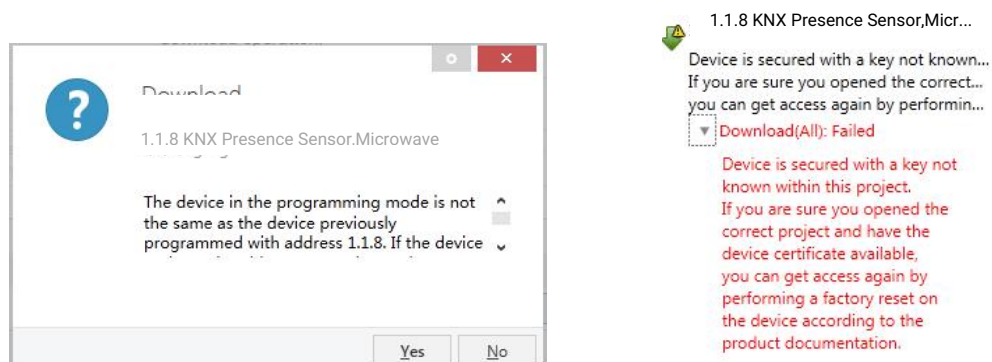 Download
1.1.8 KNX Presence Sensor.Microwave
The device in the programming mode is not
the same as the device previously
programmed with address 1.1.8. If the device
Yes
No
1.1.8 KNX Presence Sensor,Micr...
Device is secured with a key not known...
If you are sure you opened the correct...
you can get access again by performin...
Download(All): Failed
Device is secured with a key not
known within this project.
If you are sure you opened the
correct project and have the
device certificate available,
you can get access again by
performing a factory reset on
the device according to the
product documentation.